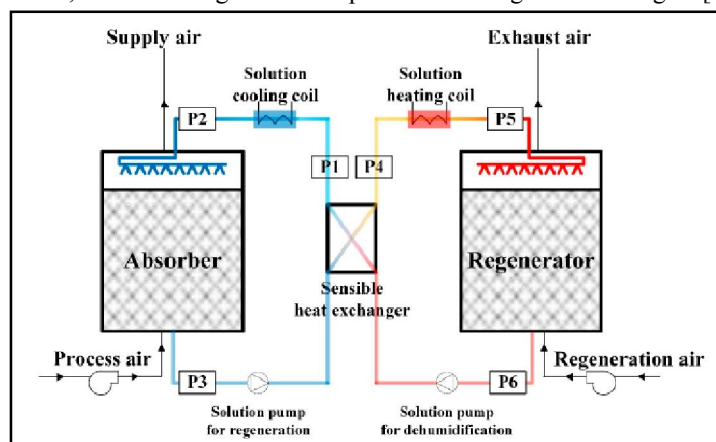 Supply air
Exhaust air
Solution
cooling coil
Solution
heating coil
P2
P5
P1
P4
Absorber
Regenerator
Sensible
heat exchanger
Process air
Regeneration air
P3
P6
Solution pump
for regeneration
Solution pump
for dehumidification